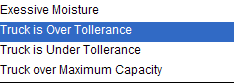 Exessive Moisture
Truck is Over Tollerance
Truck is Under Tollerance
Truck over Maximum Capacity